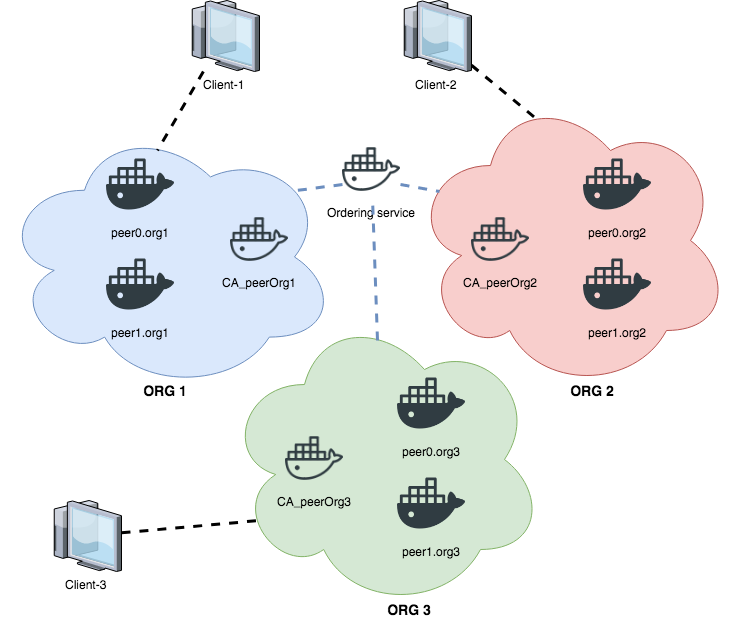 Client-1
Client-2
Ordering service
peer0.org1
CA_peerOrg1
peer1.org1
ORG 1
peer0.org2
CA_peerOrg2
peer1.org2
ORG 2
peer0.org3
CA_peerOrg3
peer1.org3
ORG 3
Client-3